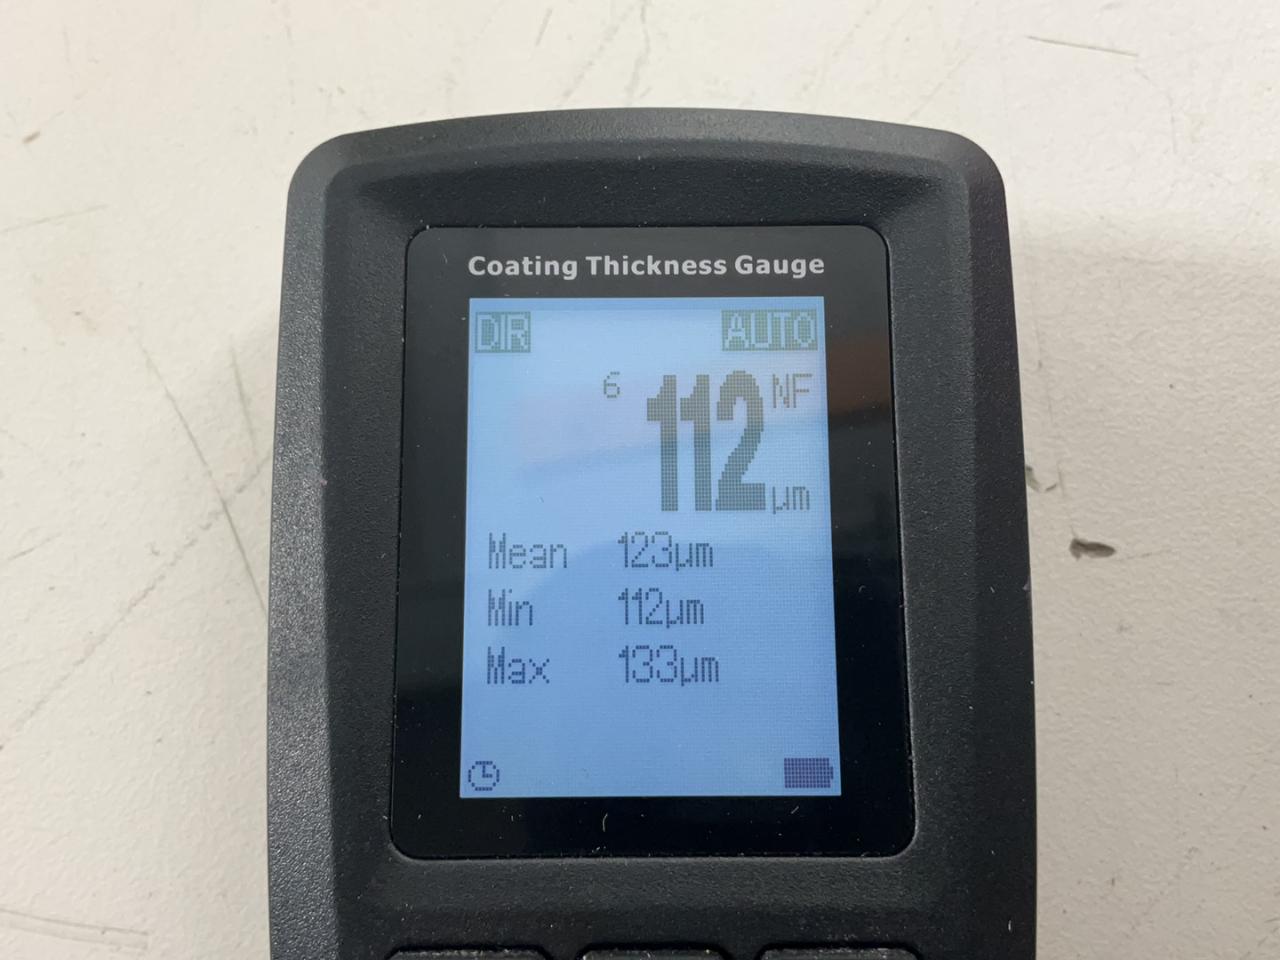 Coating Thickness Gauge
DIR AUTO
6 112 NF
µm
Mean 123µm
Min 112µm
Max 133µm